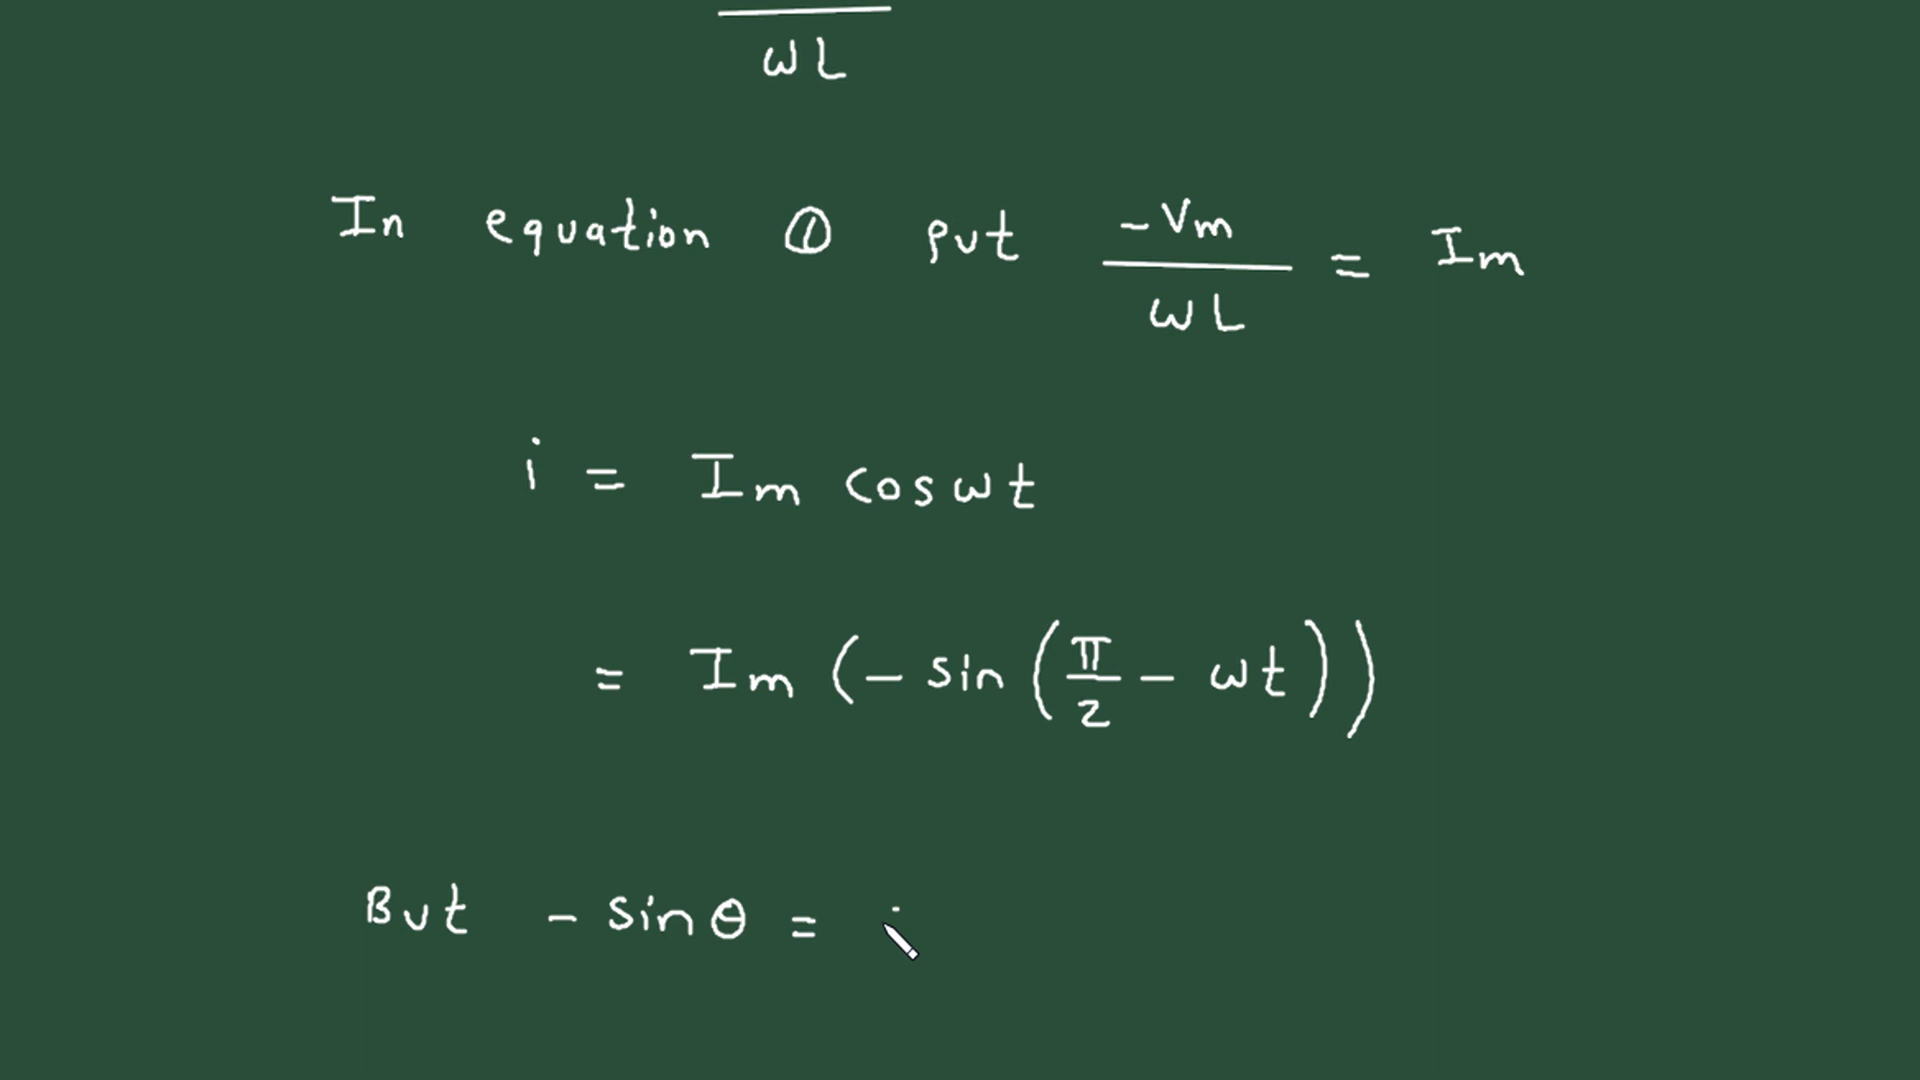 ωL
In equation ① put -Vm/ωL = Im
i = Im cosωt
= Im (- sin (π/2 - ωt))
But - sinθ =